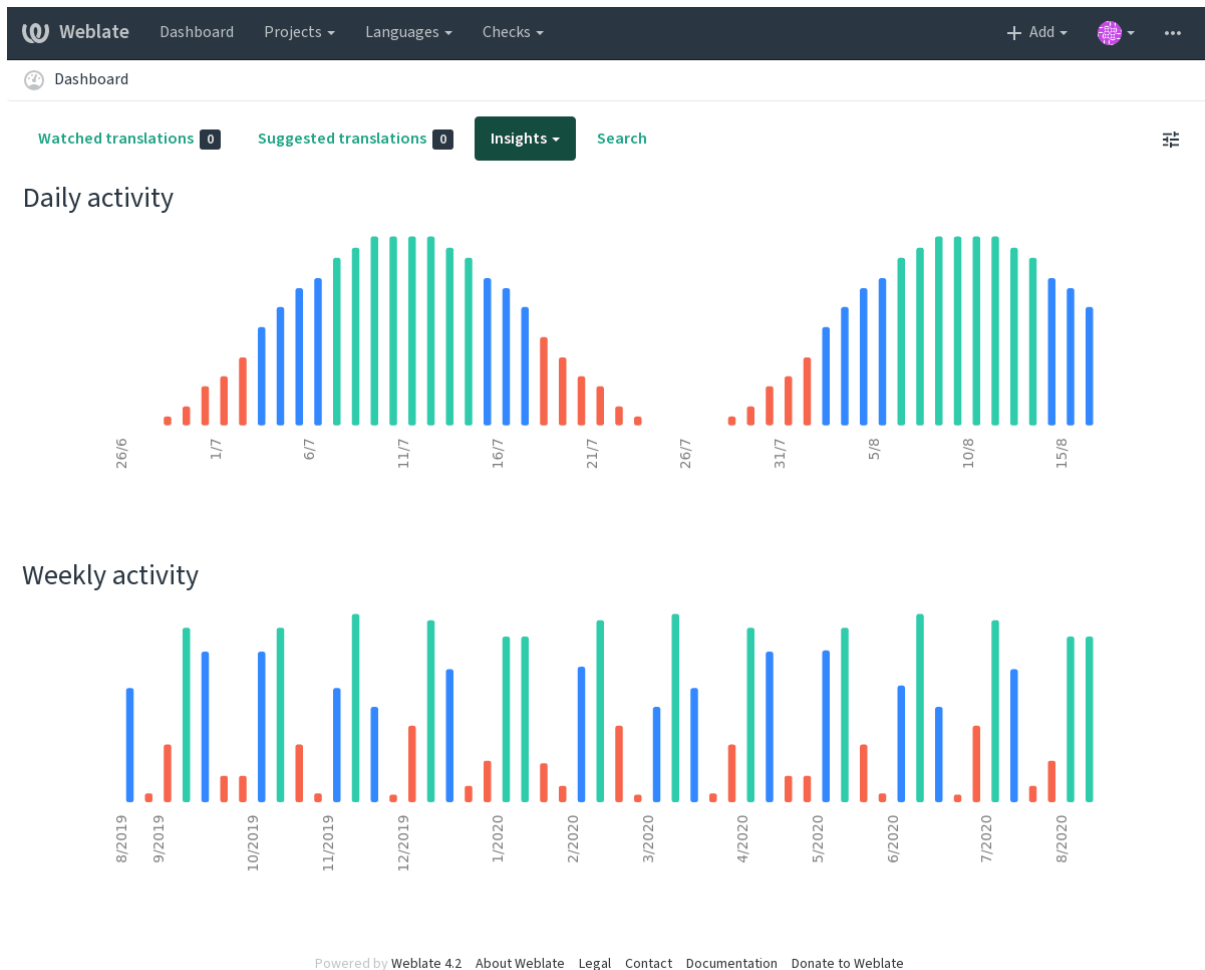 Weblate Dashboard Projects Languages Checks Add
Dashboard
Watched translations 0 Suggested translations 0 Insights Search
Daily activity
26/6 1/7 6/7 11/7 16/7 21/7 26/7 31/7 5/8 10/8 15/8
Weekly activity
8/2019 9/2019 10/2019 11/2019 12/2019 1/2020 2/2020 3/2020 4/2020 5/2020 6/2020 7/2020 8/2020
Powered by Weblate 4.2 About Weblate Legal Contact Documentation Donate to Weblate